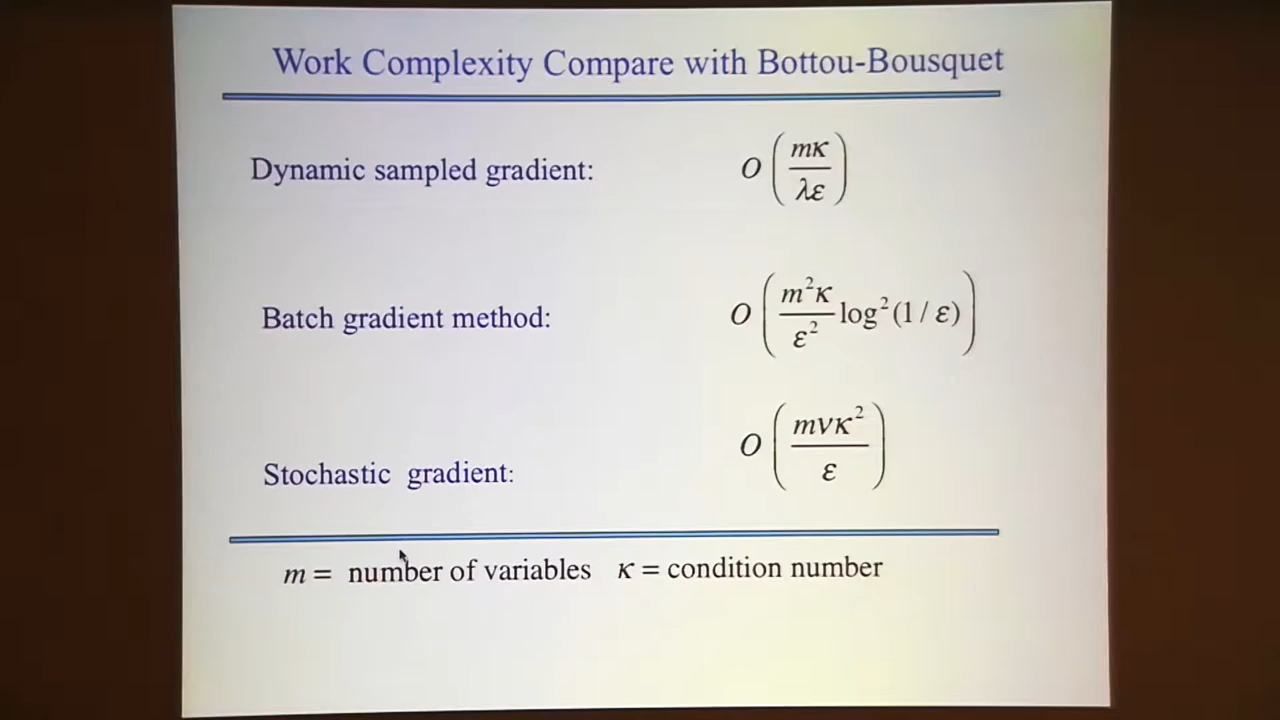 Work Complexity Compare with Bottou-Bousquet
Dynamic sampled gradient: O(mκ/λε)
Batch gradient method: O(m²κ/ε² log²(1/ε))
Stochastic gradient: O(mνκ²/ε)
m = number of variables κ = condition number